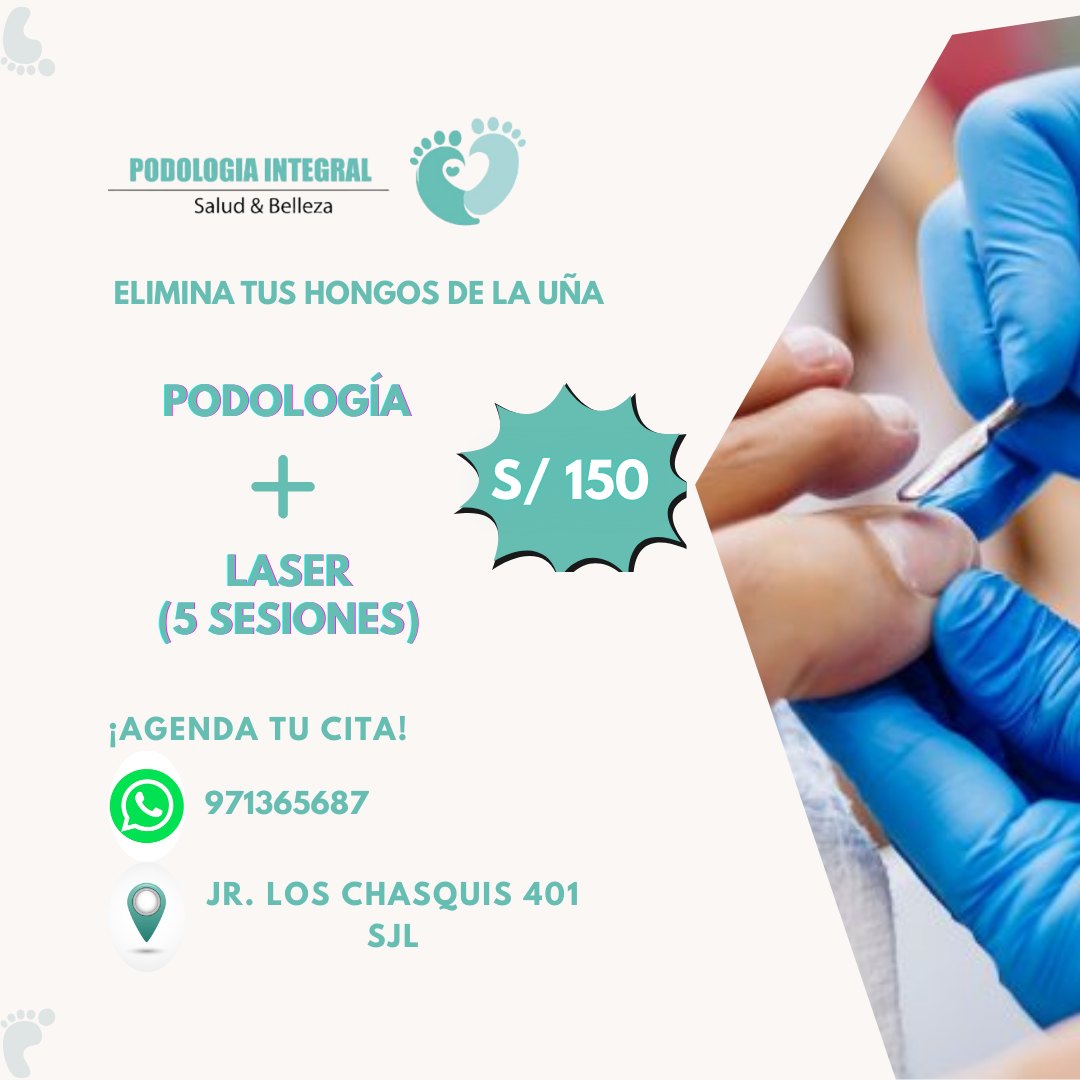 PODOLOGIA INTEGRAL
Salud & Belleza
ELIMINA TUS HONGOS DE LA UÑA
PODOLOGÍA
+
LASER
(5 SESIONES)
S/ 150
¡AGENDA TU CITA!
971365687
JR. LOS CHASQUIS 401
SJL